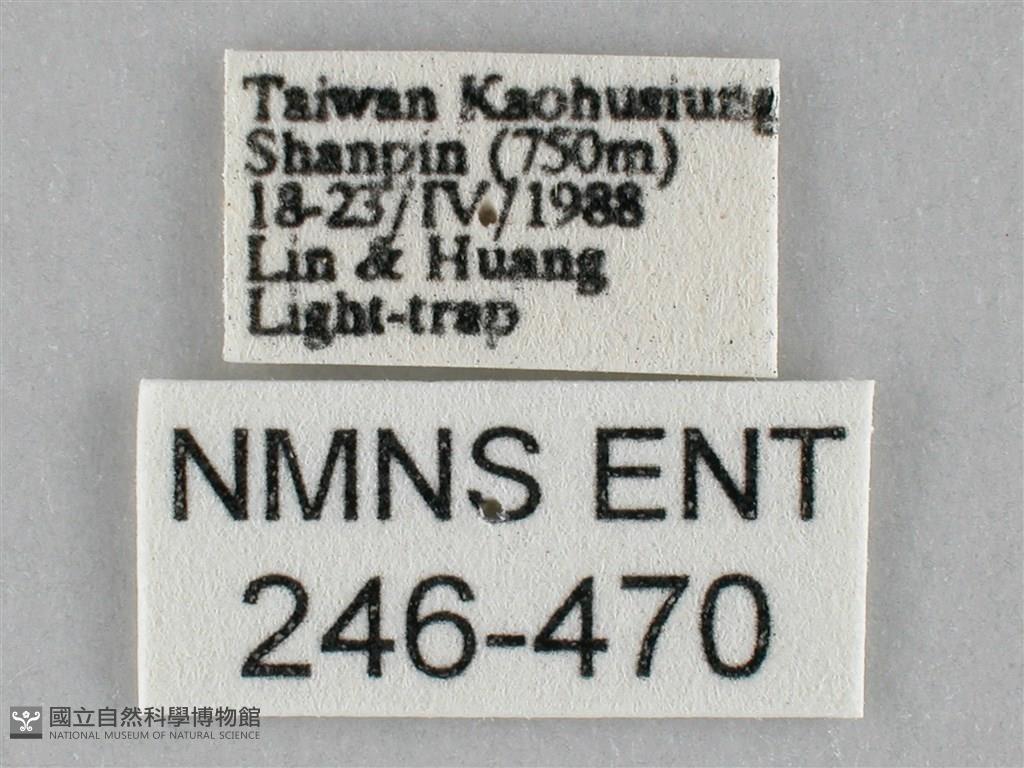 Taiwan Kaohusiung
Shanpin (750m)
18-23/IV/1988
Lin & Huang
Light-trap
NMNS ENT
246-470
國立自然科學博物館
NATIONAL MUSEUM OF NATURAL SCIENCE